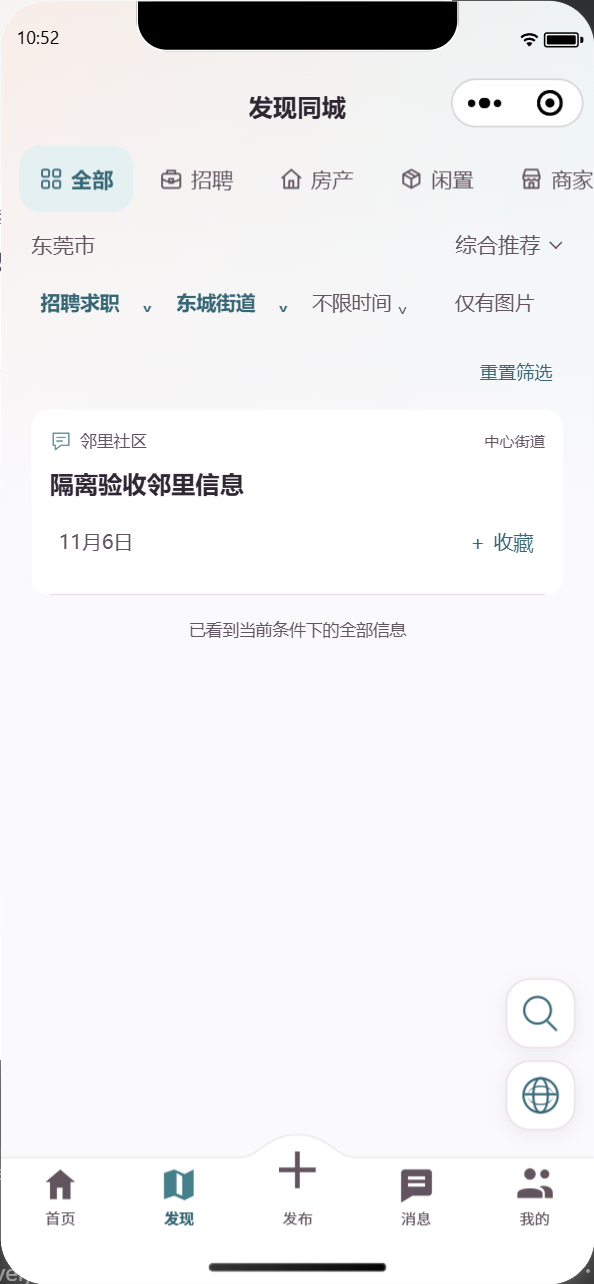 10:52
发现同城
全部 招聘 房产 闲置 商家
东莞市 综合推荐
招聘求职 东城街道 不限时间 仅有图片
重置筛选
邻里社区 中心街道
隔离验收邻里信息
11月6日 + 收藏
已看到当前条件下的全部信息
首页 发现 发布 消息 我的